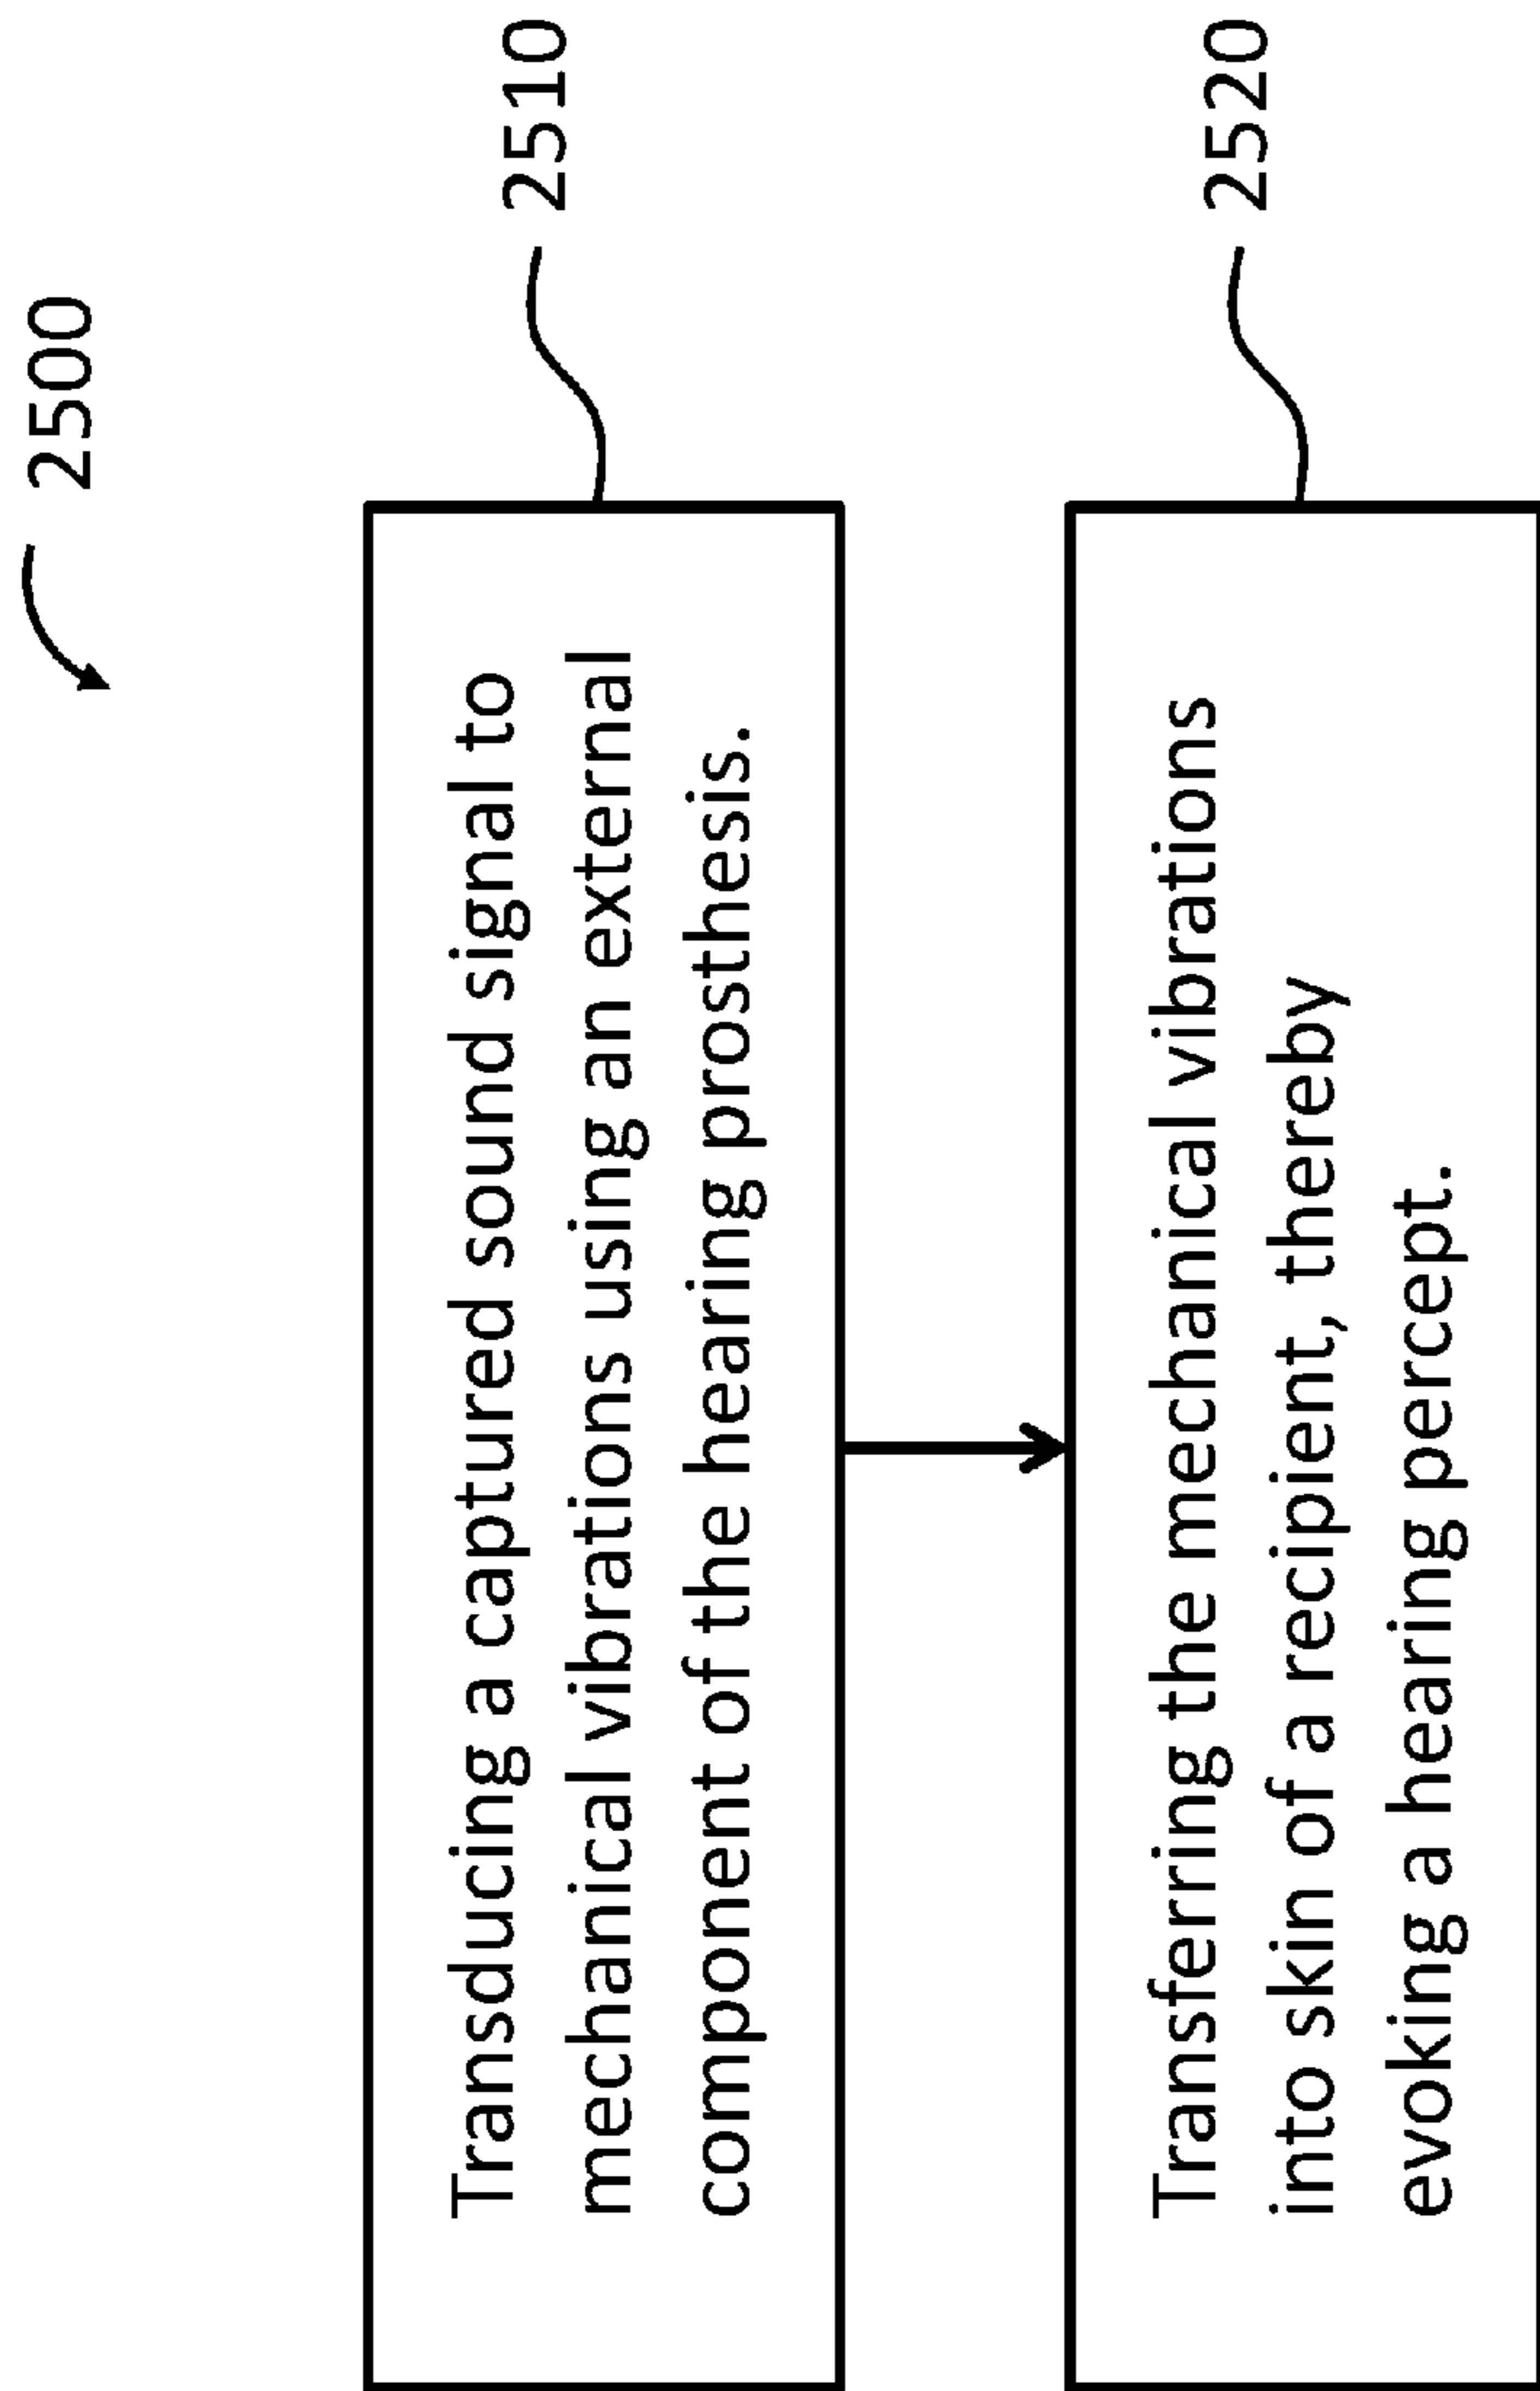 2500
Transducing a captured sound signal to
mechanical vibrations using an external
component of the hearing prosthesis.
2510
Transferring the mechanical vibrations
into skin of a recipient, thereby
evoking a hearing percept.
2520